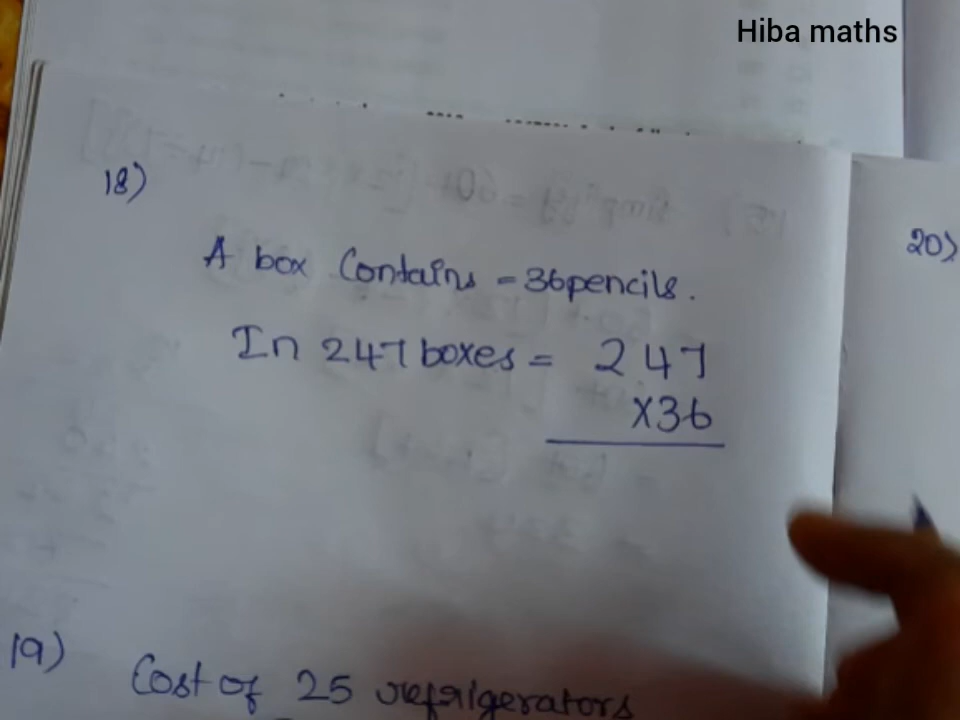 Hiba maths
18)
A box Contains = 36pencils.
In 247 boxes = 247
x36
20)
19) Cost of 25 refrigerators